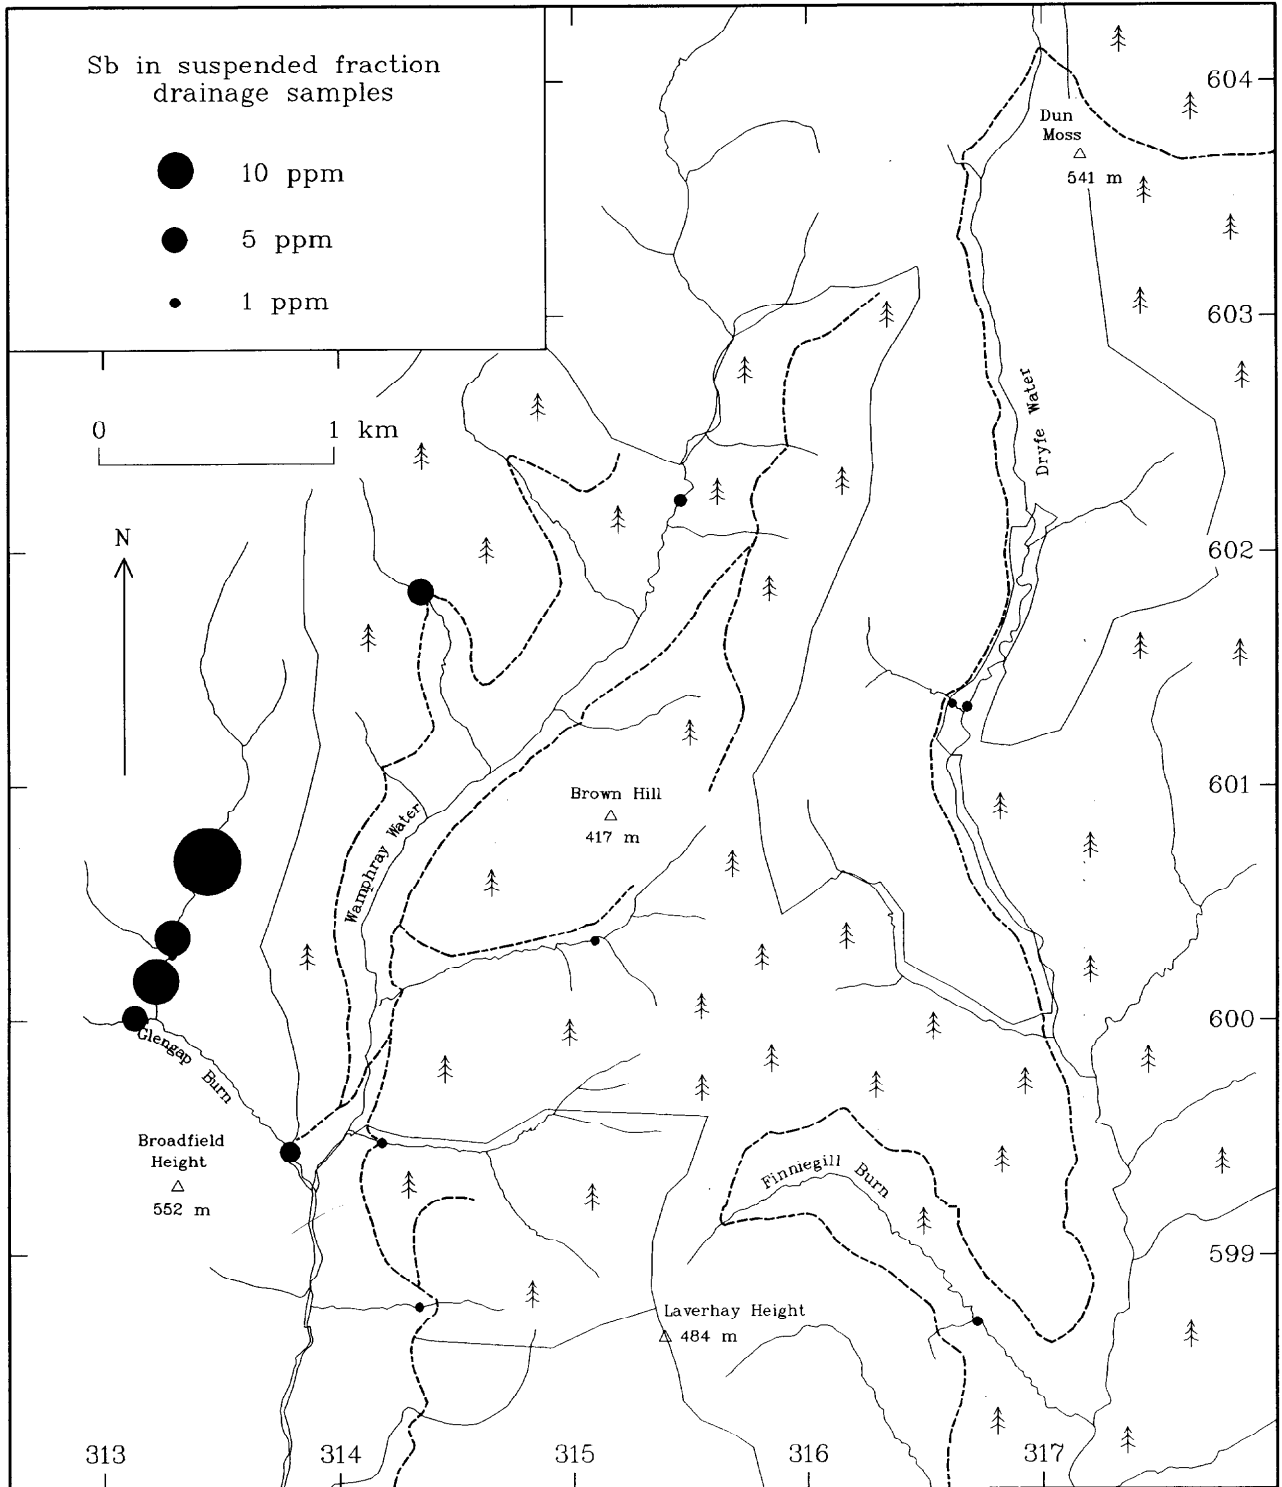 Sb in suspended fraction
drainage samples
10 ppm
5 ppm
1 ppm
0 1 km
N
604
603
602
601
600
599
313 314 315 316 317
Dun
Moss
541 m
Dryfe Water
Brown Hill
417 m
Wamphray Water
Glengap Burn
Broadfield
Height
552 m
Finniegill Burn
Laverhay Height
484 m